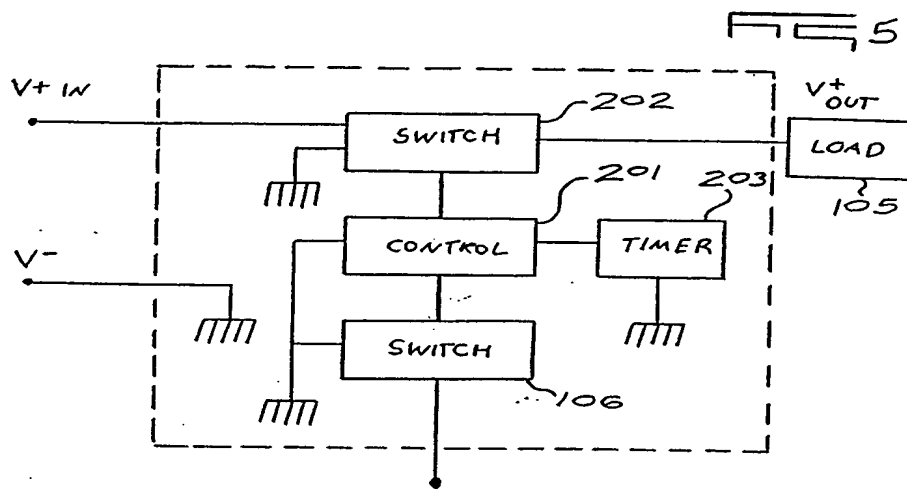 FIG 5
V+ IN
202
V+ OUT
SWITCH
LOAD
201
203
105
CONTROL
TIMER
V-
SWITCH
106